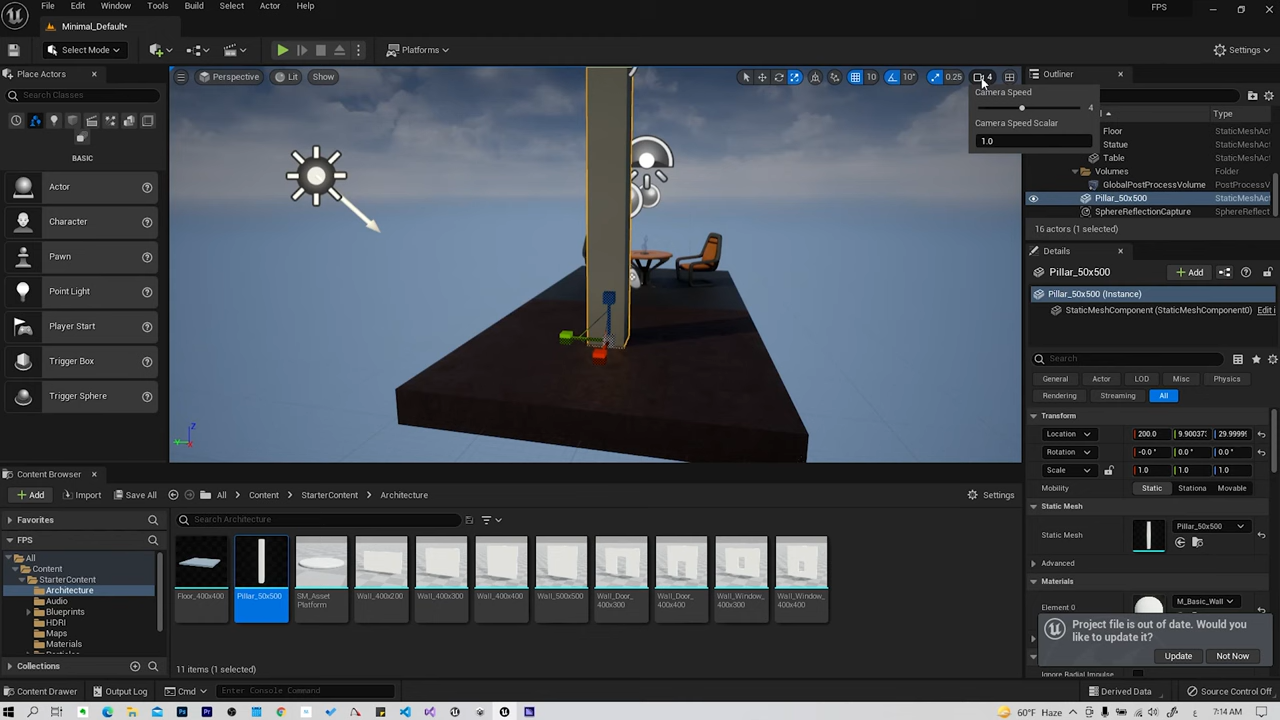 File Edit Window Tools Build Select Actor Help FPS
Minimal_Default*
Select Mode Platforms Settings
Place Actors
Search Classes
BASIC
Actor
Character
Pawn
Point Light
Player Start
Trigger Box
Trigger Sphere
Perspective Lit Show 10 10° 0.25 4
Camera Speed
4
Camera Speed Scalar
1.0
Outliner
Type
Floor StaticMeshAct
Statue StaticMeshAct
Table StaticMeshAct
Volumes Folder
GlobalPostProcessVolume PostProcessV
Pillar_50x500 StaticMeshAct
SphereReflectionCapture SphereReflect
16 actors (1 selected)
Details
Pillar_50x500 Add
Pillar_50x500 (Instance)
StaticMeshComponent (StaticMeshComponent0) Edit i
Search
General Actor LOD Misc Physics
Rendering Streaming All
Transform
Location 200.0 9.90037: 29.9999
Rotation -0.0 ° 0.0 ° 0.0 °
Scale 1.0 1.0 1.0
Mobility Static Stationa Movable
Static Mesh
Static Mesh Pillar_50x500
Advanced
Materials
Element 0 M_Basic_Wall
Project file is out of date. Would you
like to update it?
Update Not Now
Ignore Radial Impulse
Content Browser
Add Import Save All All Content StarterContent Architecture Settings
Favorites
FPS
All
Content
StarterContent
Architecture
Audio
Blueprints
HDRI
Maps
Materials
Particles
Collections
Search Architecture
Floor_400x400
Pillar_50x500
SM_Asset
Platform
Wall_400x200
Wall_400x300
Wall_400x400
Wall_500x500
Wall_Door_
400x300
Wall_Door_
400x400
Wall_Window_
400x300
Wall_Window_
400x400
11 items (1 selected)
Content Drawer Output Log Cmd Enter Console Command Derived Data Source Control Off
60°F Haze 7:14 AM